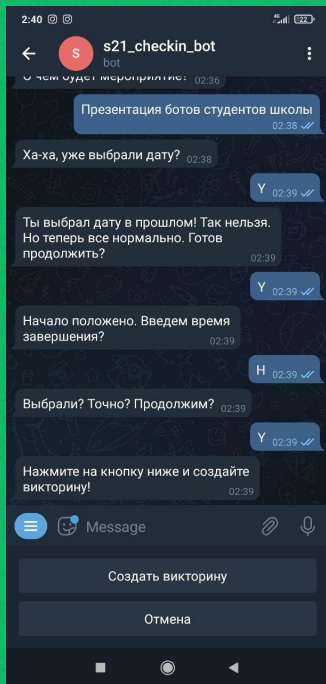 2:40
4G 22
s21_checkin_bot
bot
О чем будет мероприятие? 02:36
Презентация ботов студентов школы
02:38
Ха-ха, уже выбрали дату? 02:38
Y 02:39
Ты выбрал дату в прошлом! Так нельзя.
Но теперь все нормально. Готов
продолжить? 02:39
Y 02:39
Начало положено. Введем время
завершения? 02:39
Н 02:39
Выбрали? Точно? Продолжим? 02:39
Y 02:39
Нажмите на кнопку ниже и создайте
викторину! 02:39
Message
Создать викторину
Отмена